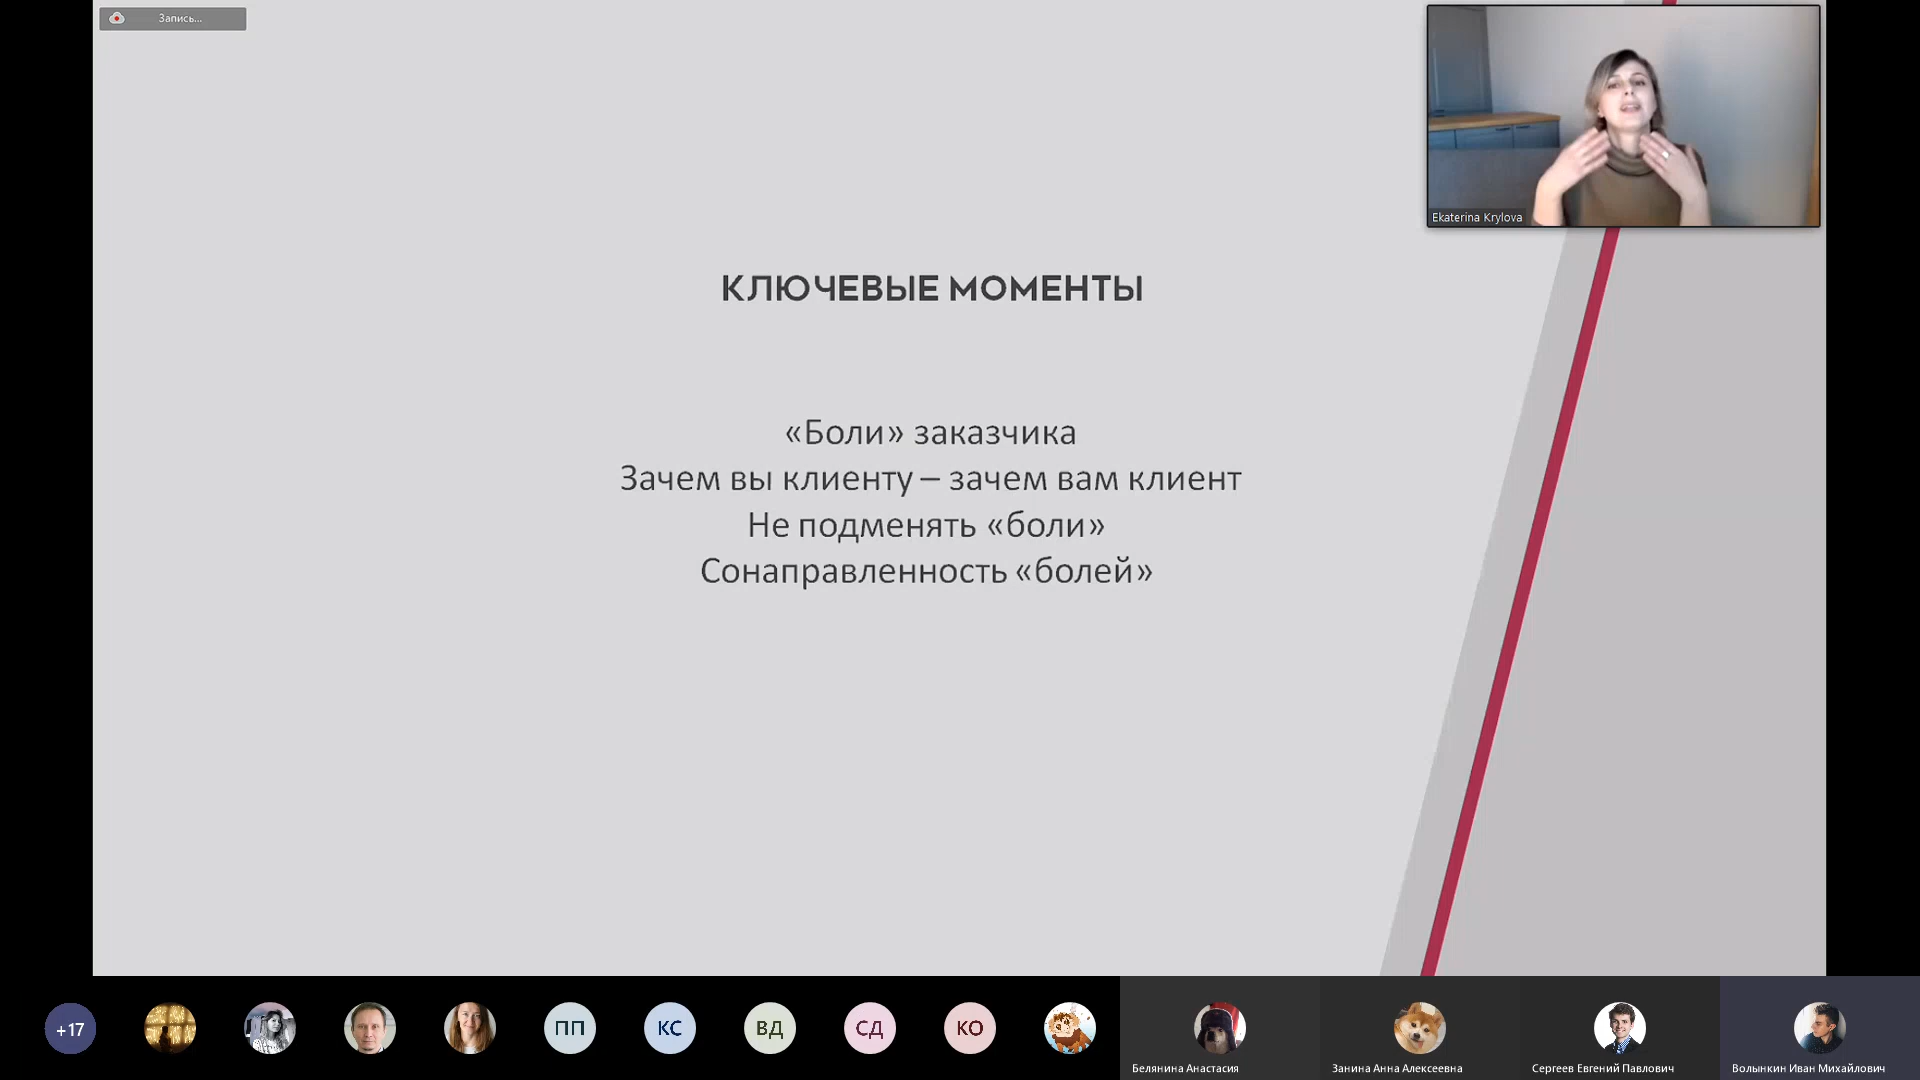 Запись...
Ekaterina Krylova
КЛЮЧЕВЫЕ МОМЕНТЫ
«Боли» заказчика
Зачем вы клиенту – зачем вам клиент
Не подменять «боли»
Сонаправленность «болей»
+17
ПП
КС
ВД
СД
КО
Белянина Анастасия
Занина Анна Алексеевна
Сергеев Евгений Павлович
Волынкин Иван Михайлович